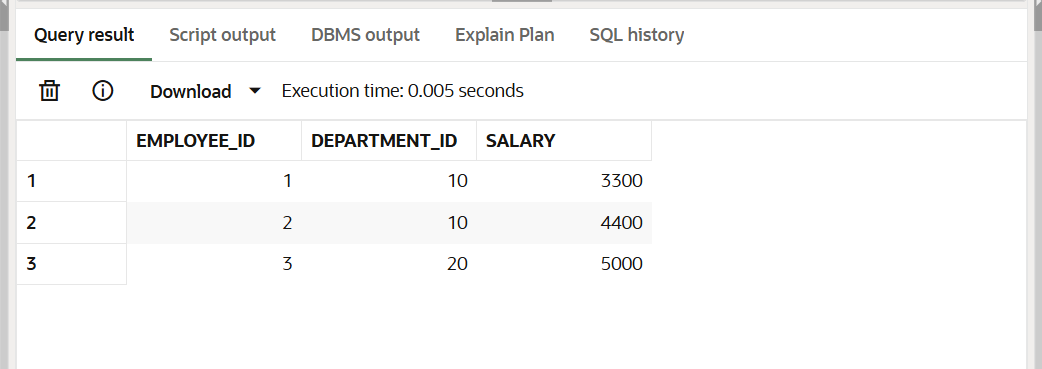 Query result Script output DBMS output Explain Plan SQL history
Download Execution time: 0.005 seconds
EMPLOYEE_ID DEPARTMENT_ID SALARY
1 1 10 3300
2 2 10 4400
3 3 20 5000